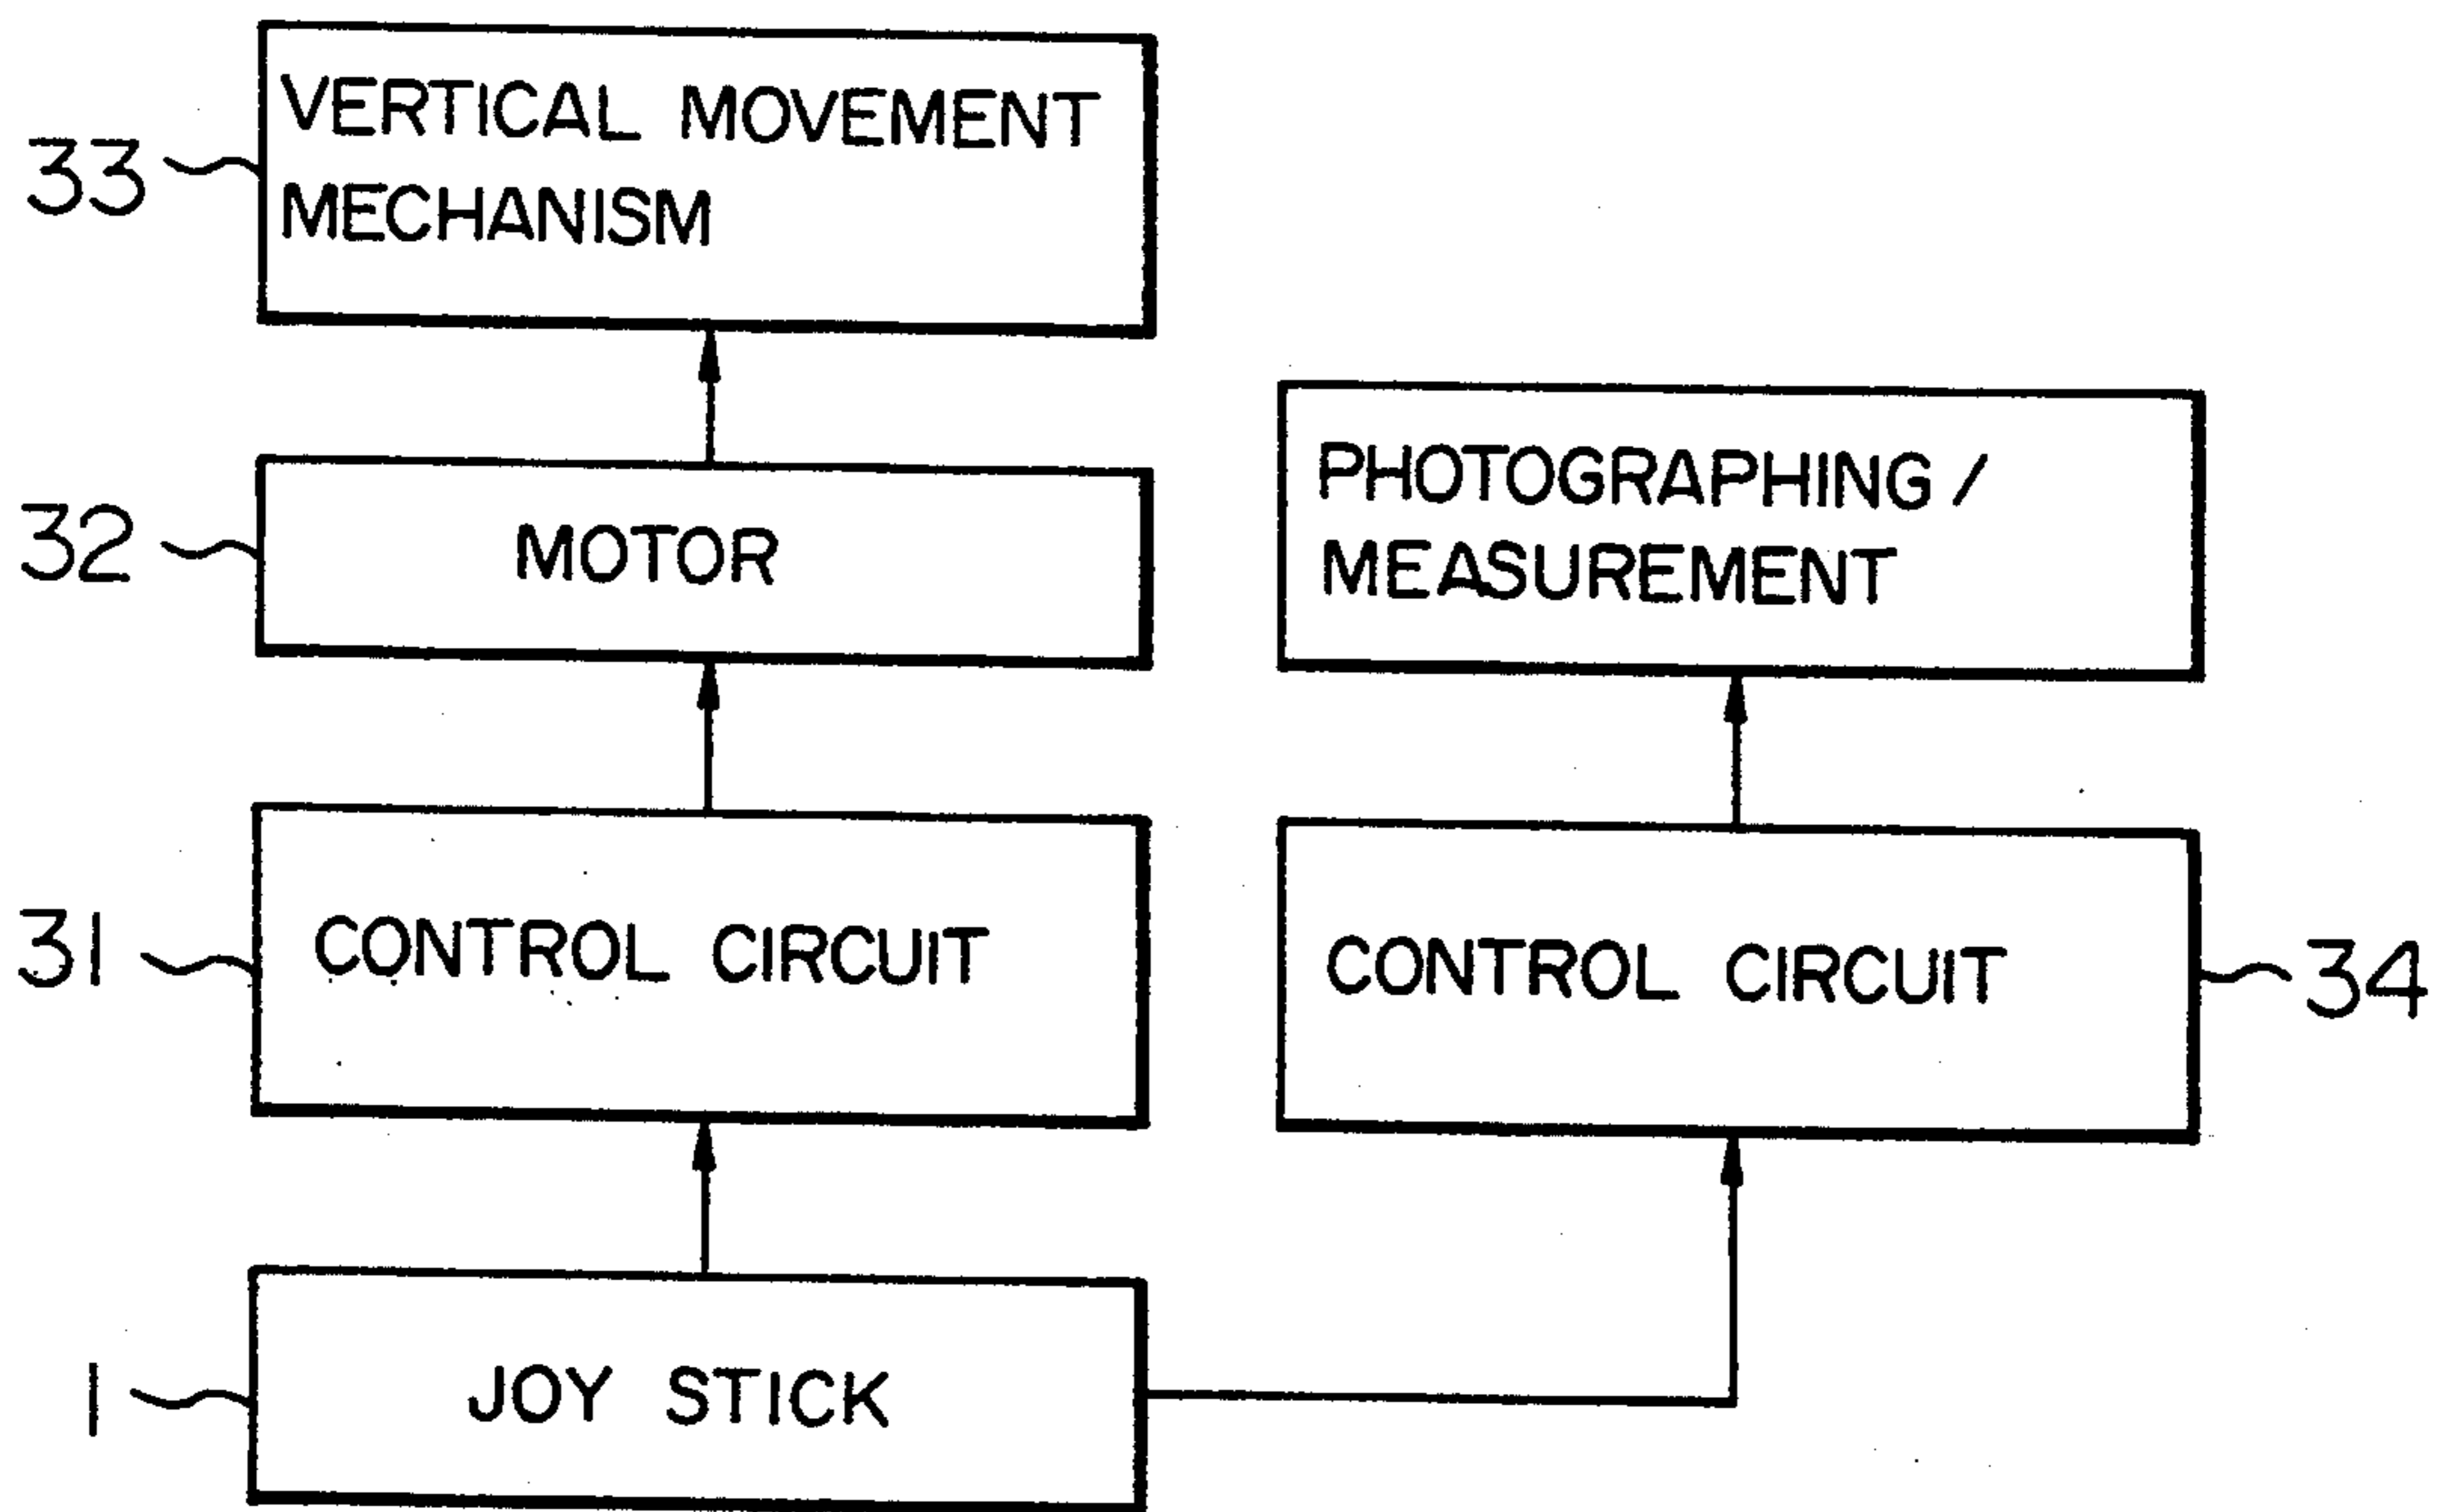 33
VERTICAL MOVEMENT
MECHANISM
32
MOTOR
PHOTOGRAPHING /
MEASUREMENT
31
CONTROL CIRCUIT
CONTROL CIRCUIT
34
1
JOY STICK